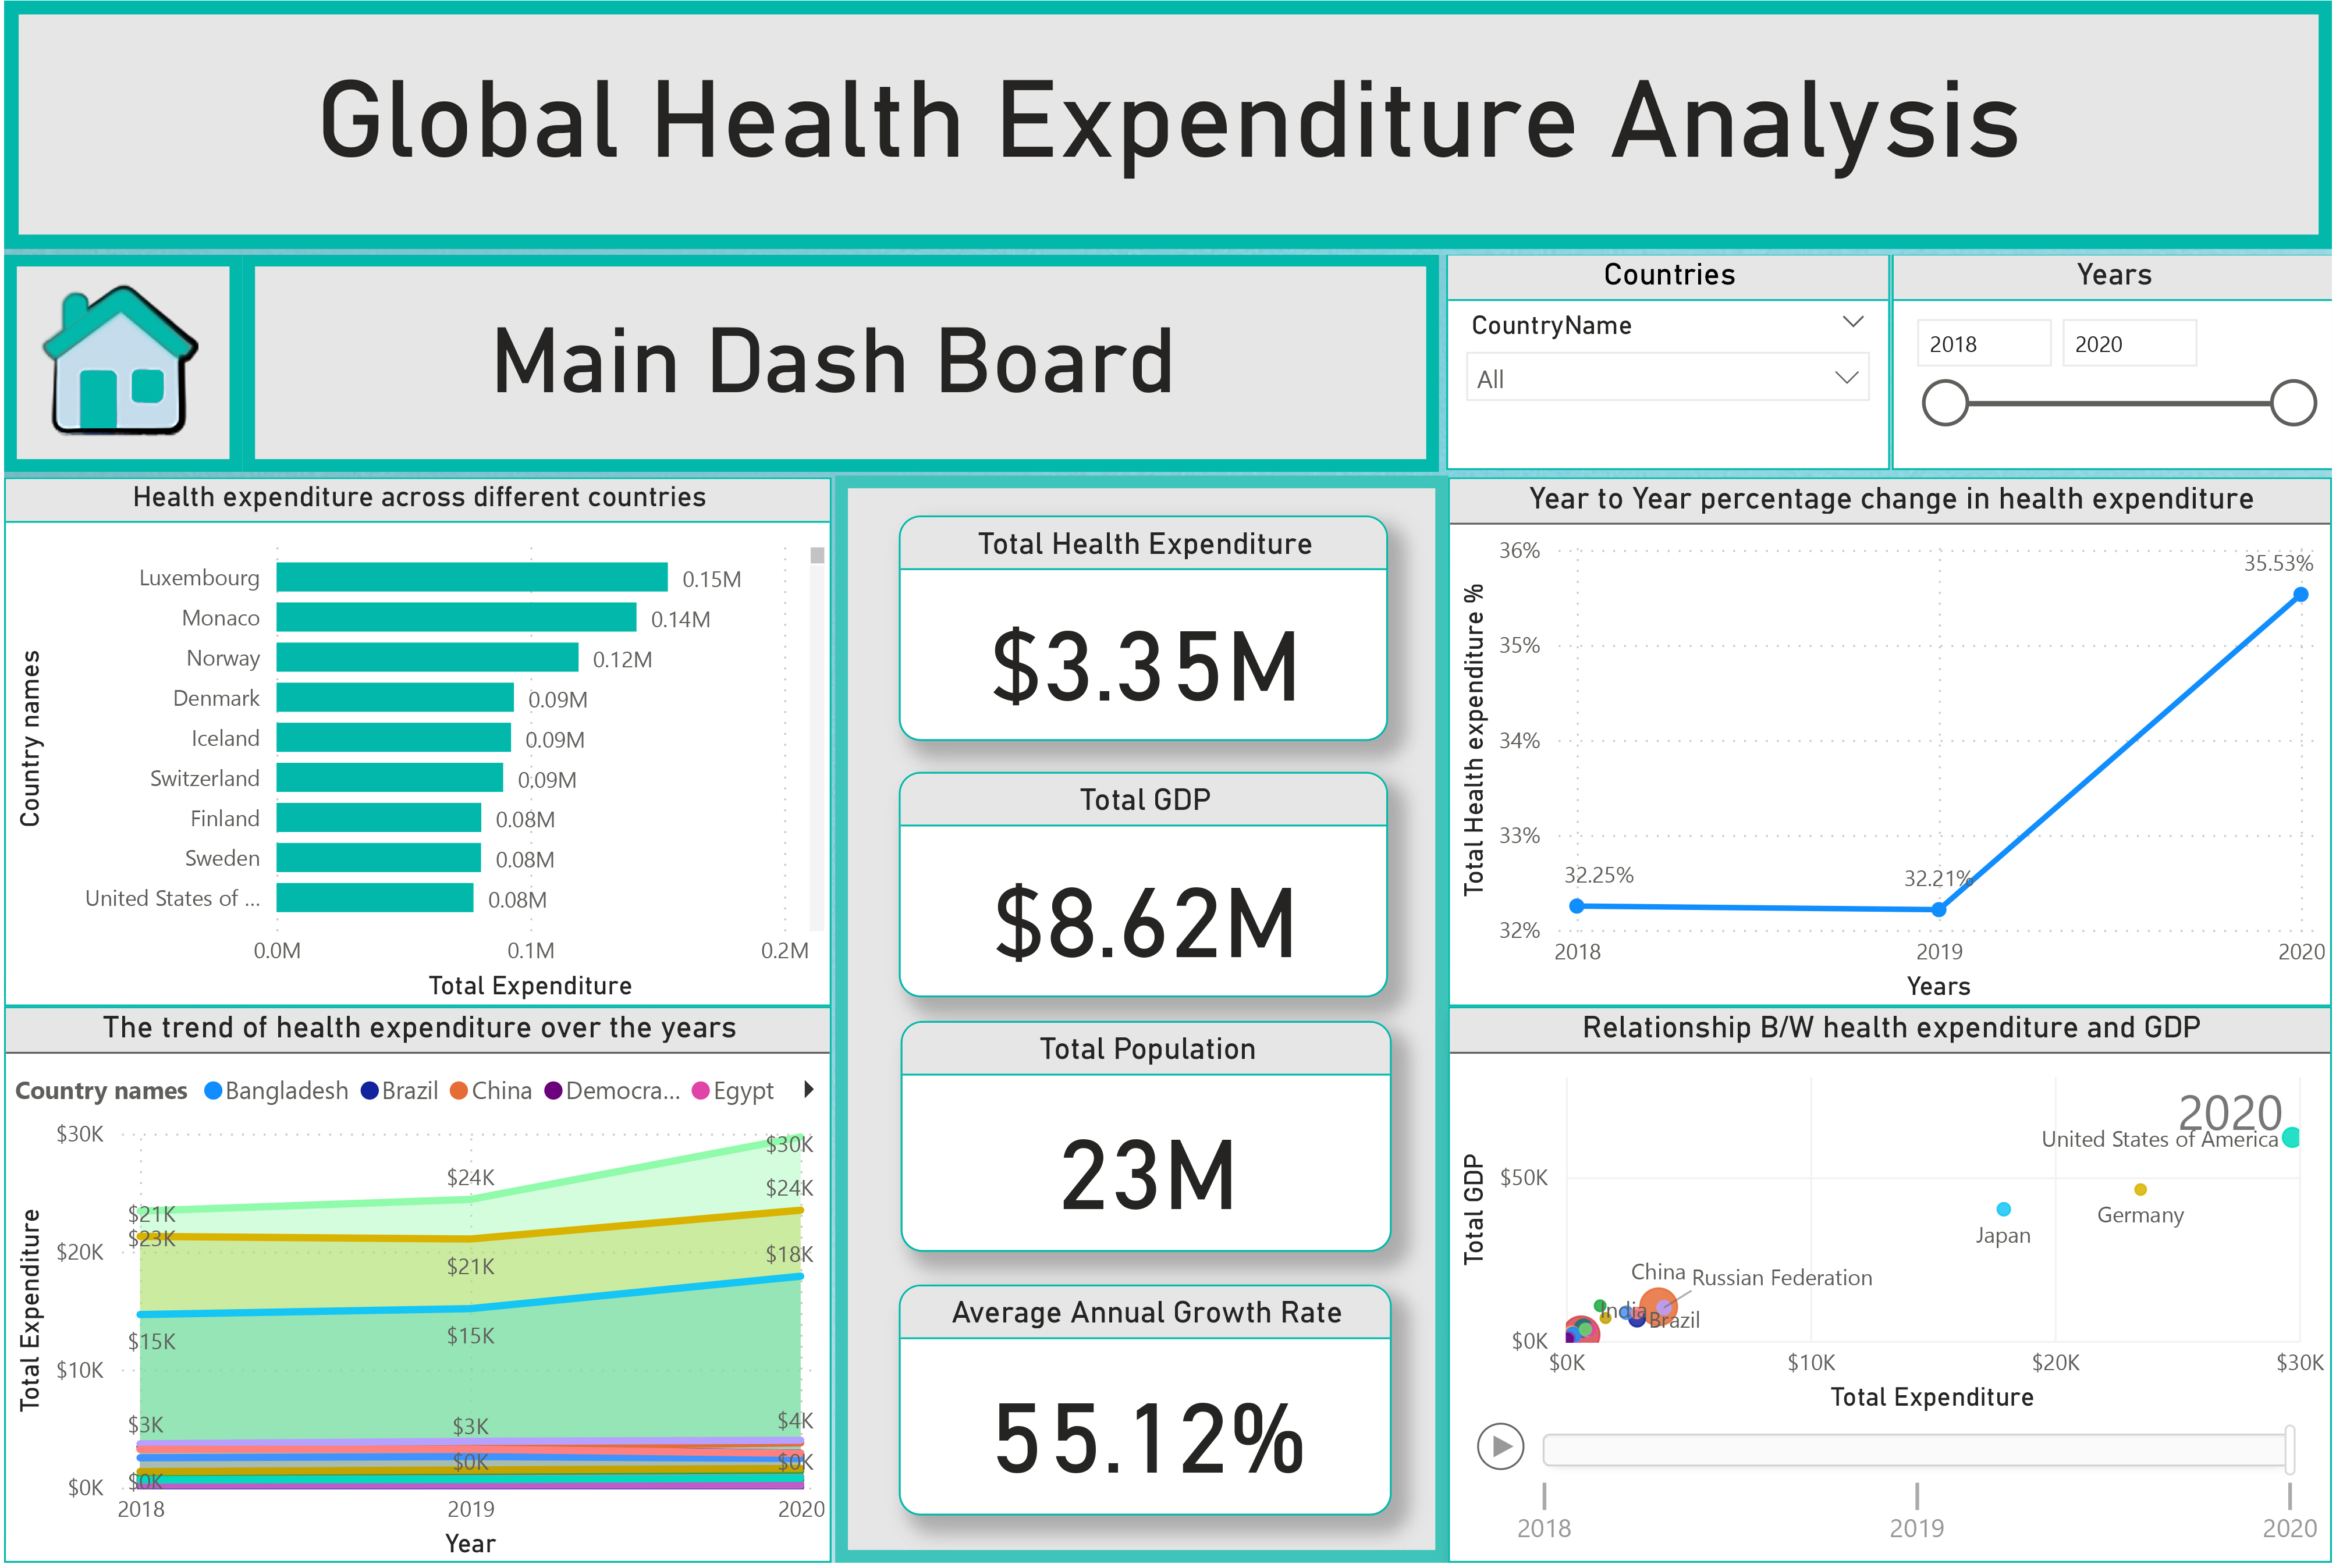 Global Health Expenditure Analysis
Main Dash Board
Countries
CountryName
All
Years
2018 2020
Health expenditure across different countries
Country names
Luxembourg 0.15M
Monaco 0.14M
Norway 0.12M
Denmark 0.09M
Iceland 0.09M
Switzerland 0.09M
Finland 0.08M
Sweden 0.08M
United States of ... 0.08M
0.0M 0.1M 0.2M
Total Expenditure
Total Health Expenditure
$3.35M
Total GDP
$8.62M
Total Population
23M
Average Annual Growth Rate
55.12%
Year to Year percentage change in health expenditure
Total Health expenditure %
36%
35%
34%
33%
32%
32.25%
32.21%
35.53%
2018 2019 2020
Years
The trend of health expenditure over the years
Country names Bangladesh Brazil China Democra... Egypt
Total Expenditure
$30K
$20K
$10K
$0K
$21K
$23K
$15K
$3K
$0K
$24K
$21K
$15K
$3K
$0K
$30K
$24K
$18K
$4K
$0K
2018 2019 2020
Year
Relationship B/W health expenditure and GDP
2020
Total GDP
$50K
$0K
United States of America
Germany
Japan
China
Russian Federation
India
Brazil
$0K $10K $20K $30K
Total Expenditure
2018 2019 2020